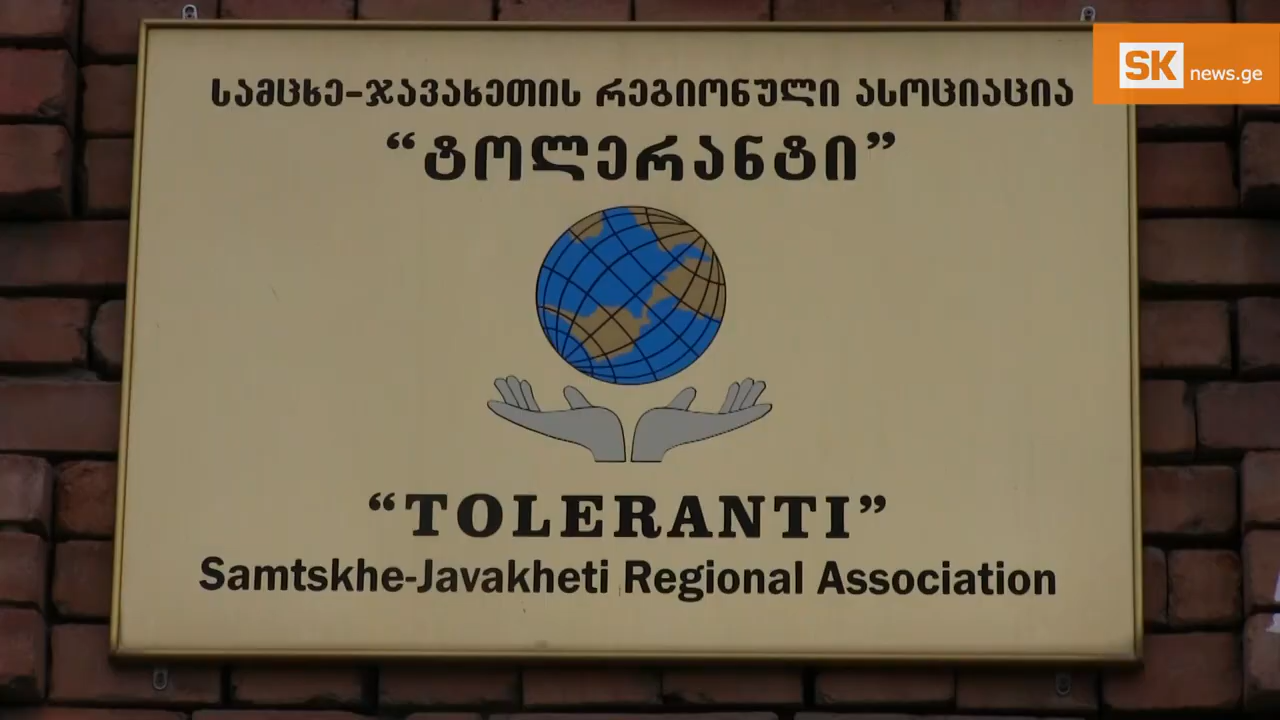 სამცხე-ჯავახეთის რეგიონული ასოციაცია
“ტოლერანტი”
“TOLERANTI”
Samtskhe-Javakheti Regional Association
SK news.ge